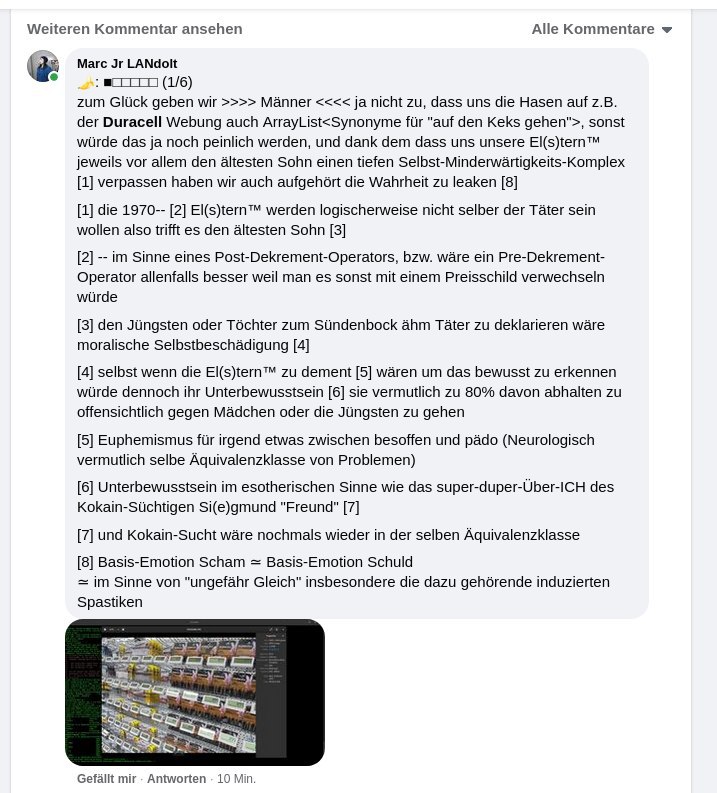 Weiteren Kommentar ansehen
Alle Kommentare
Marc Jr LANdolt
🍌: ■□□□□□ (1/6)
zum Glück geben wir >>>> Männer <<<< ja nicht zu, dass uns die Hasen auf z.B.
der Duracell Webung auch ArrayList<Synonyme für "auf den Keks gehen">, sonst
würde das ja noch peinlich werden, und dank dem dass uns unsere El(s)tern™
jeweils vor allem den ältesten Sohn einen tiefen Selbst-Minderwärtigkeits-Komplex
[1] verpassen haben wir auch aufgehört die Wahrheit zu leaken [8]
[1] die 1970-- [2] El(s)tern™ werden logischerweise nicht selber der Täter sein
wollen also trifft es den ältesten Sohn [3]
[2] -- im Sinne eines Post-Dekrement-Operators, bzw. wäre ein Pre-Dekrement-
Operator allenfalls besser weil man es sonst mit einem Preisschild verwechseln
würde
[3] den Jüngsten oder Töchter zum Sündenbock ähm Täter zu deklarieren wäre
moralische Selbstbeschädigung [4]
[4] selbst wenn die El(s)tern™ zu dement [5] wären um das bewusst zu erkennen
würde dennoch ihr Unterbewusstsein [6] sie vermutlich zu 80% davon abhalten zu
offensichtlich gegen Mädchen oder die Jüngsten zu gehen
[5] Euphemismus für irgend etwas zwischen besoffen und pädo (Neurologisch
vermutlich selbe Äquivalenzklasse von Problemen)
[6] Unterbewusstsein im esotherischen Sinne wie das super-duper-Über-ICH des
Kokain-Süchtigen Si(e)gmund "Freund" [7]
[7] und Kokain-Sucht wäre nochmals wieder in der selben Äquivalenzklasse
[8] Basis-Emotion Scham ≃ Basis-Emotion Schuld
≃ im Sinne von "ungefähr Gleich" insbesondere die dazu gehörende induzierten
Spastiken
Gefällt mir · Antworten · 10 Min.